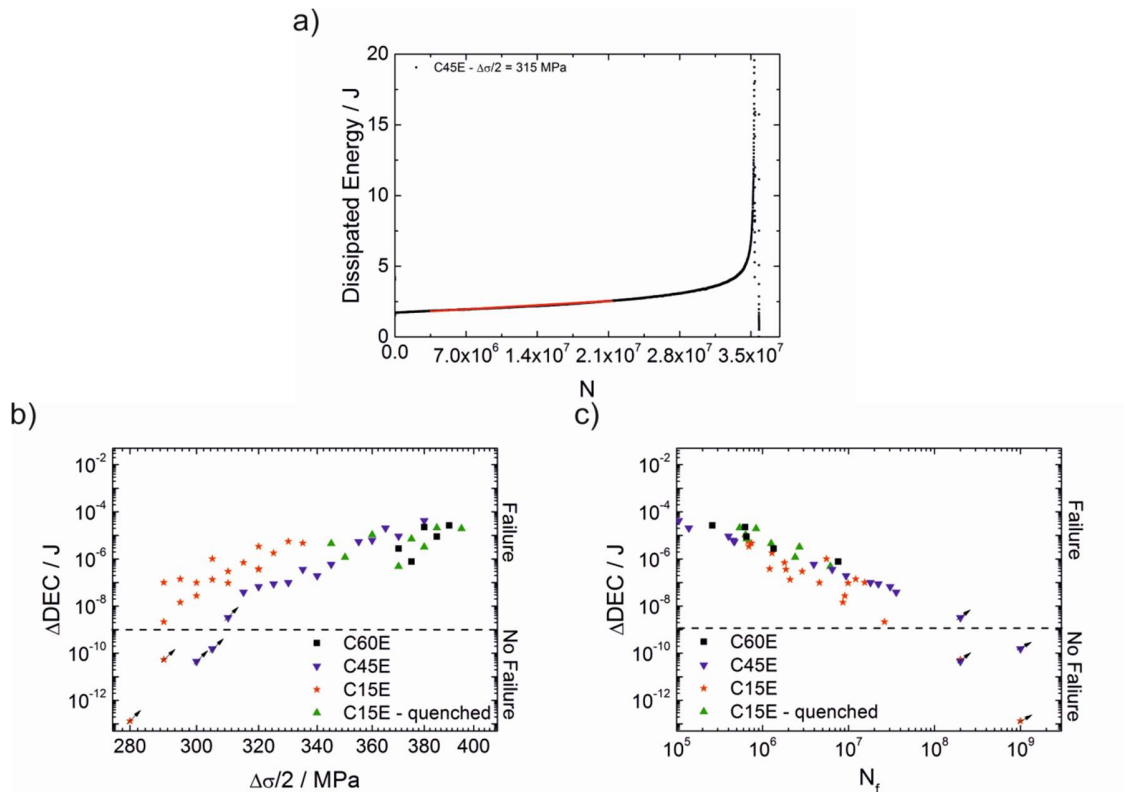 a)
20
15
10
5
0
C45E - Δσ/2 = 315 MPa
Dissipated Energy / J
0.0 7.0x10⁶ 1.4x10⁷ 2.1x10⁷ 2.8x10⁷ 3.5x10⁷
N
b)
10⁻²
10⁻⁴
10⁻⁶
10⁻⁸
10⁻¹⁰
10⁻¹²
ΔDEC / J
Failure
No Failure
C60E
C45E
C15E
C15E - quenched
280 300 320 340 360 380 400
Δσ/2 / MPa
c)
10⁻²
10⁻⁴
10⁻⁶
10⁻⁸
10⁻¹⁰
10⁻¹²
ΔDEC / J
Failure
No Faliure
C60E
C45E
C15E
C15E - quenched
10⁵ 10⁶ 10⁷ 10⁸ 10⁹
N_f